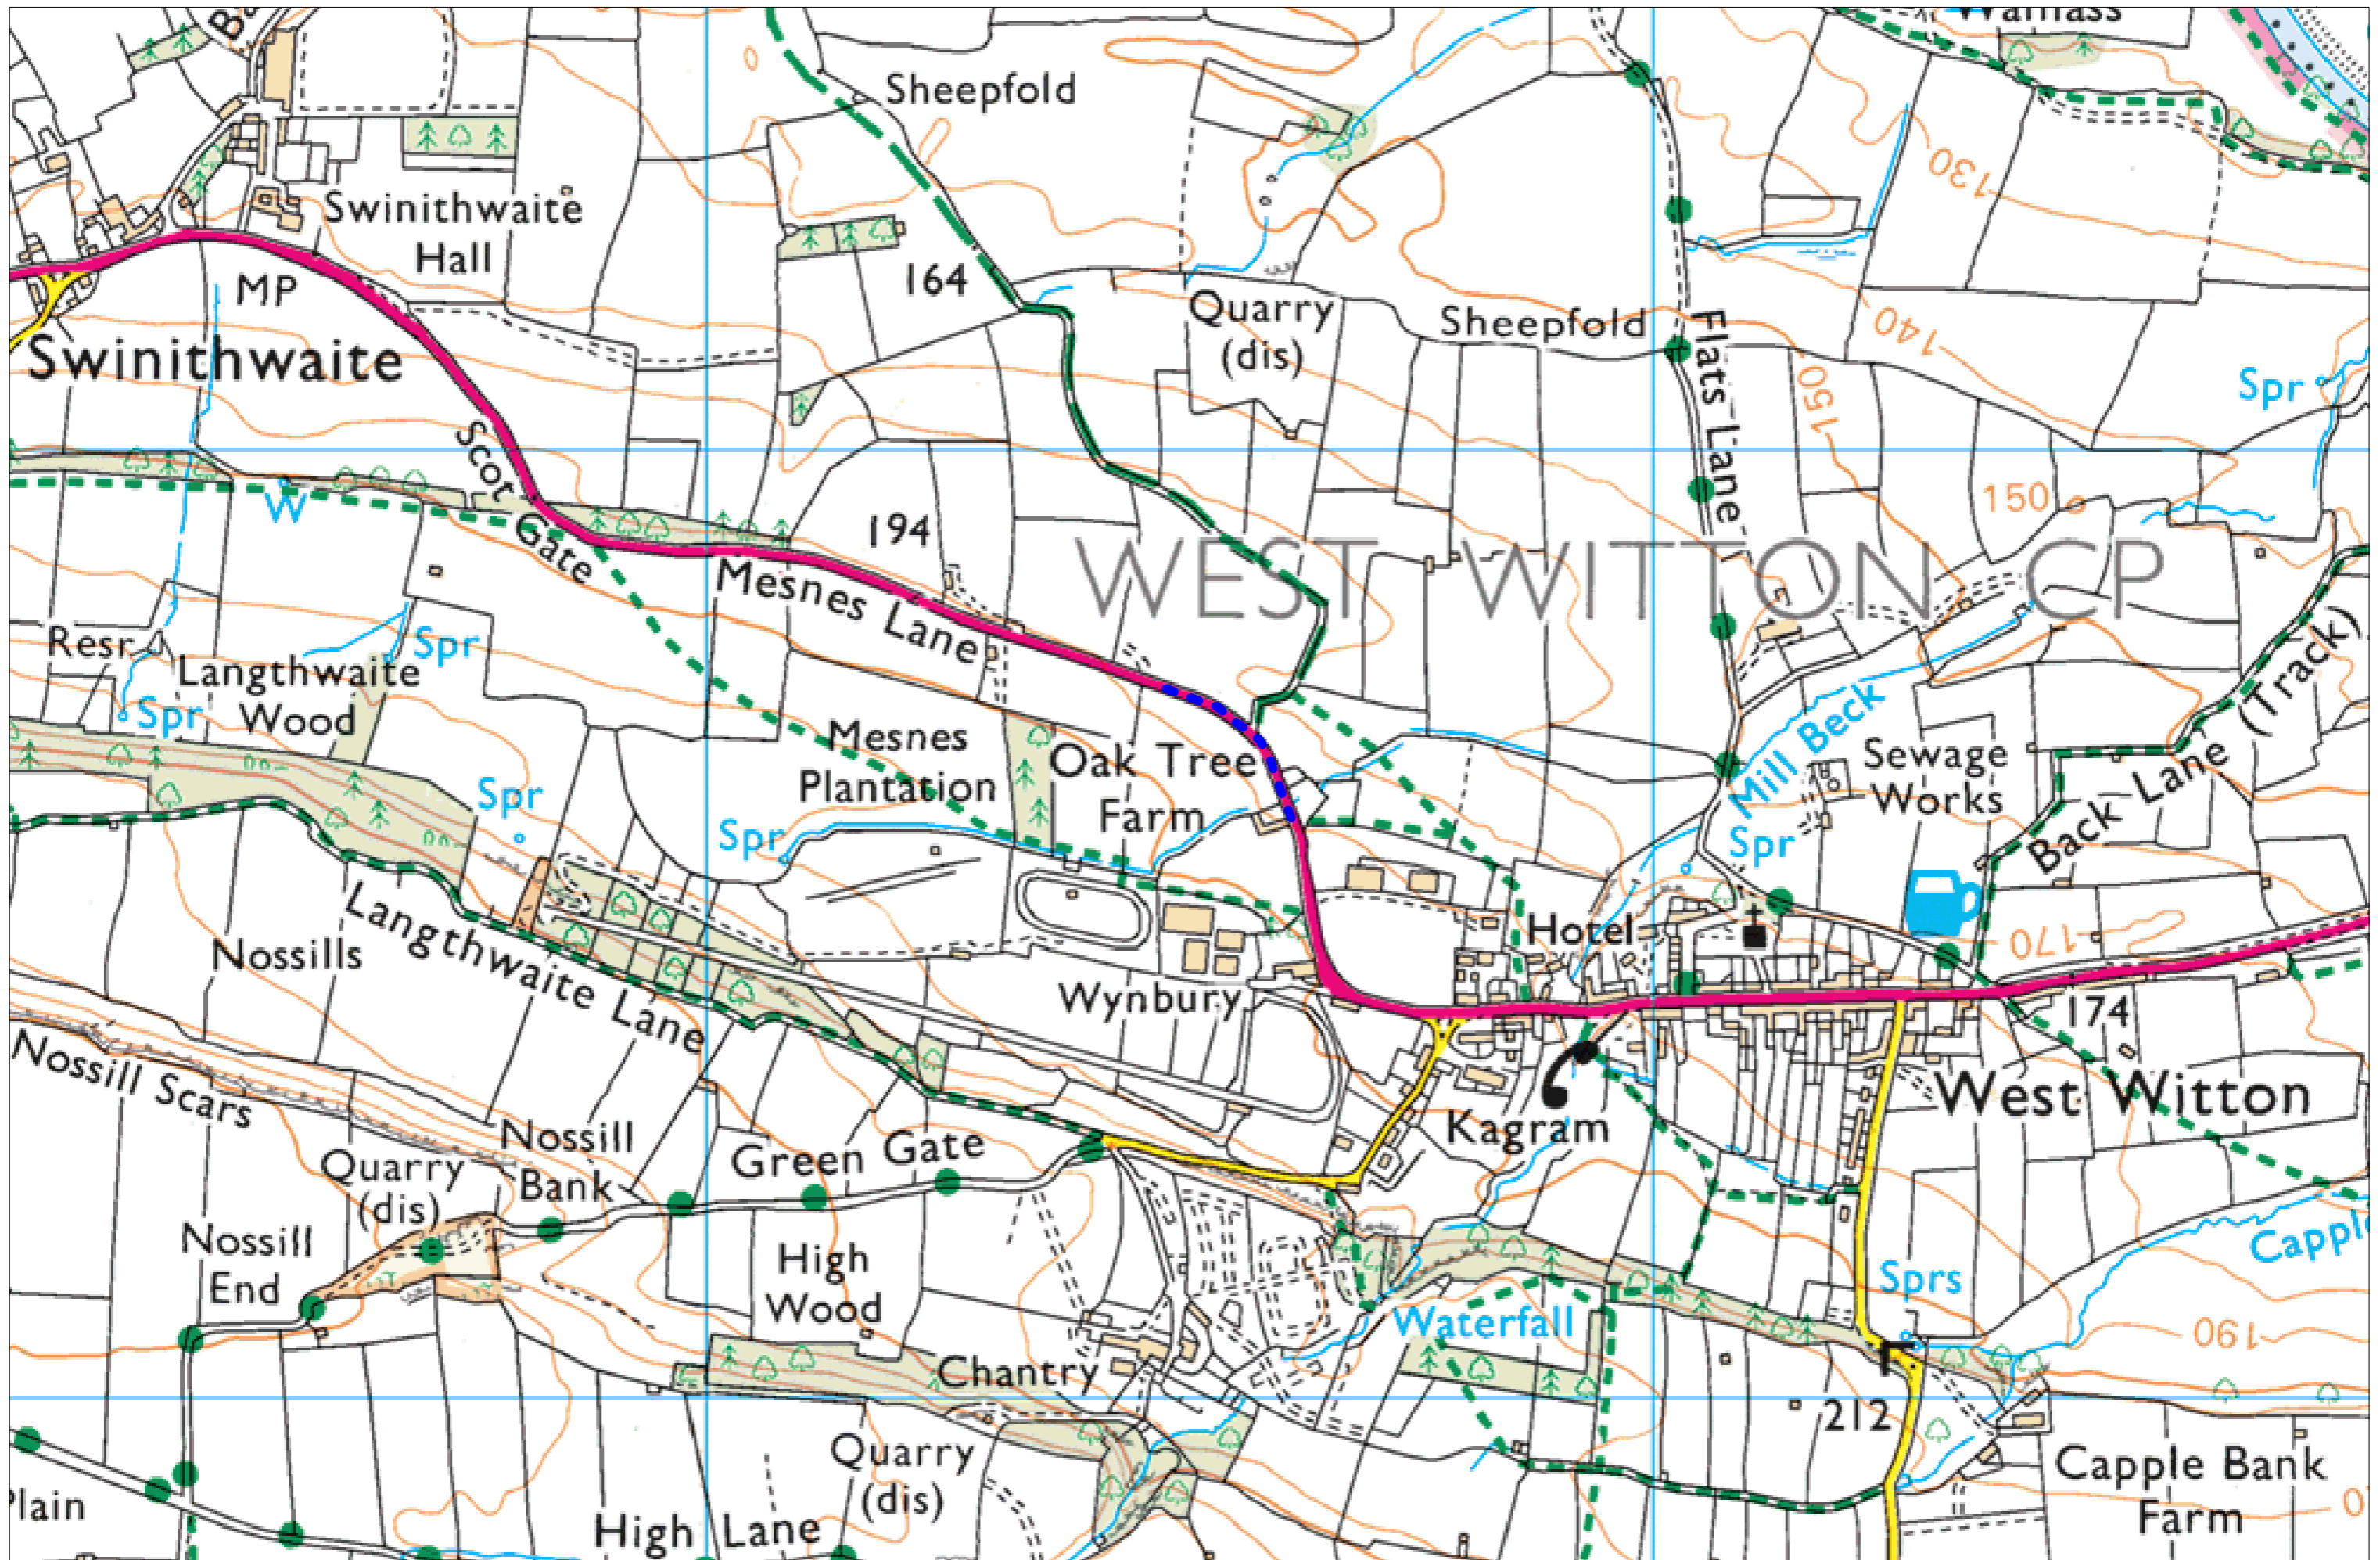 Sheepfold
Swinithwaite
Hall
MP
Swinithwaite
164
Quarry
(dis)
Sheepfold
Flats Lane
130
140
150
150
Spr
Scot Gate
W
194
Mesnes Lane
WEST WITTON CP
Resr
Langthwaite
Wood
Spr
Spr
Spr
Mesnes
Plantation
Oak Tree
Farm
Spr
Mill Beck
Spr
Sewage
Works
Back Lane (Track)
Langthwaite Lane
Nossills
Hotel
170
Wynbury
174
West Witton
Nossill Scars
Kagram
Nossill
Bank
Green Gate
Quarry
(dis)
Nossill
End
High
Wood
Waterfall
Sprs
190
Chantry
212
Quarry
(dis)
High Lane
Capple Bank
Farm